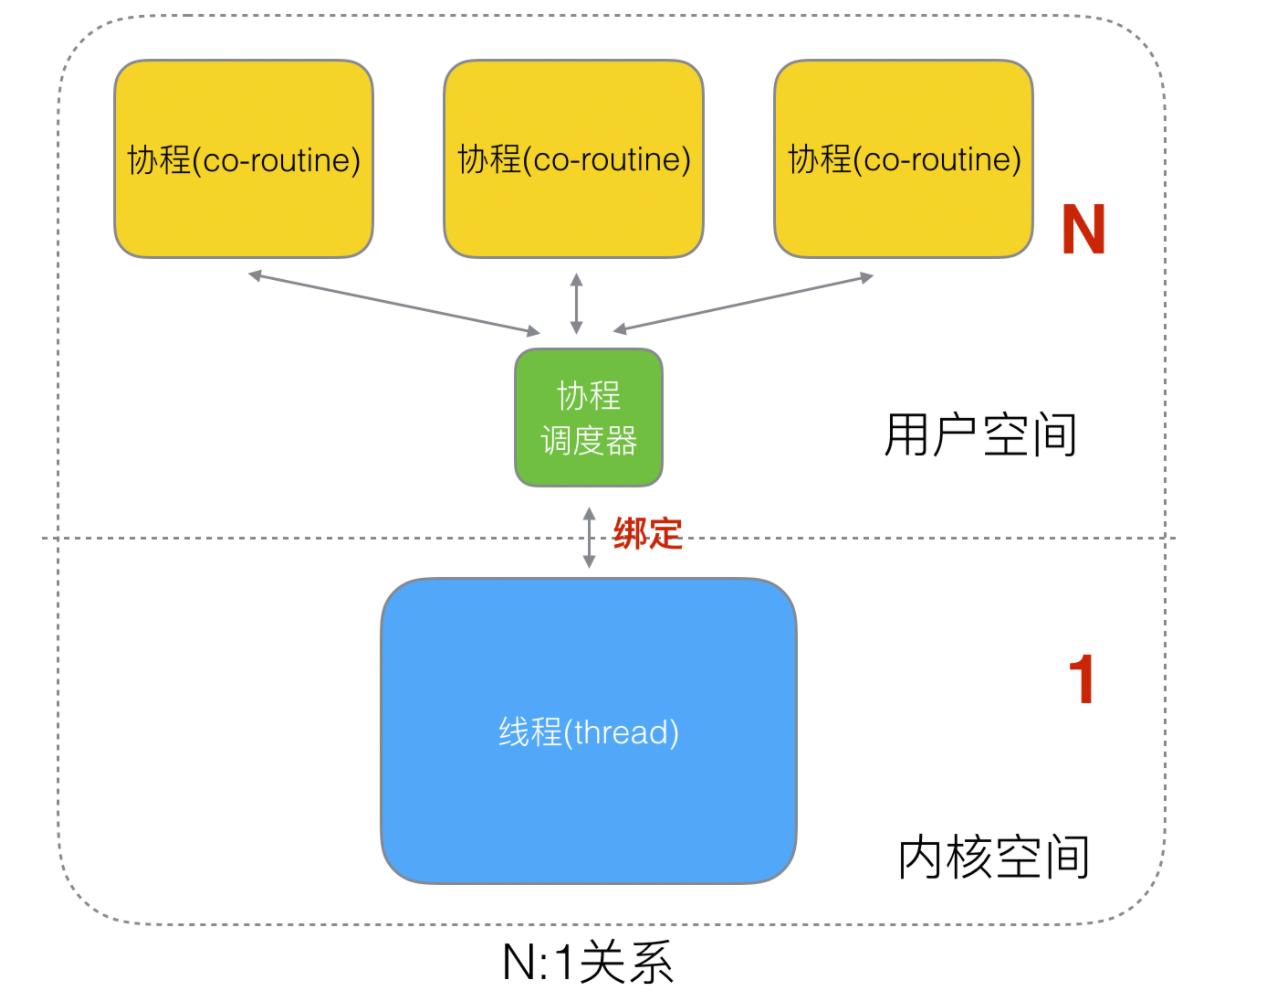 协程(co-routine)
协程(co-routine)
协程(co-routine)
N
协程
调度器
用户空间
绑定
1
线程(thread)
内核空间
N:1关系